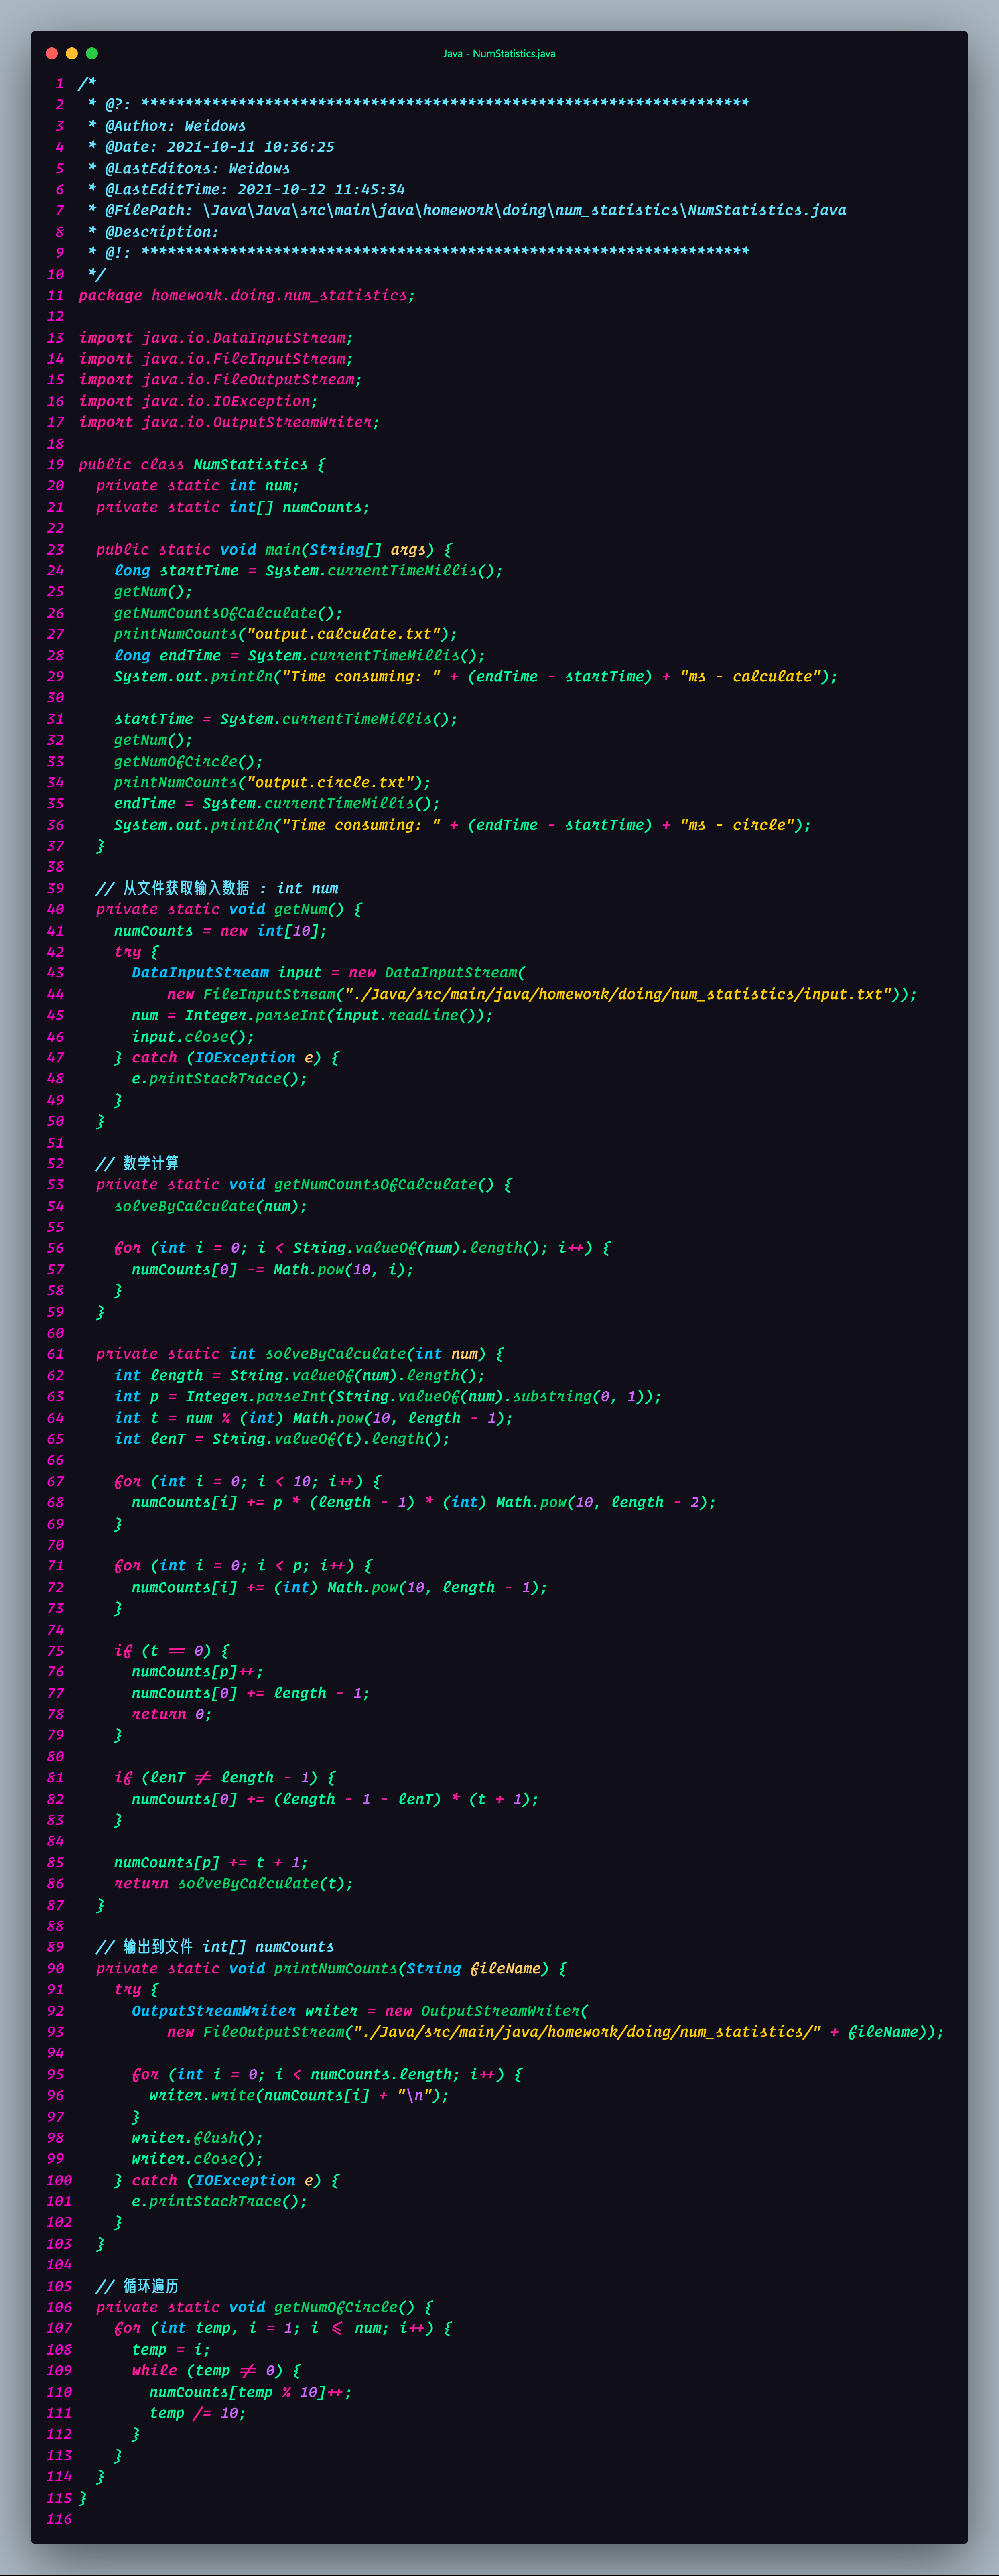 Java - NumStatistics.java
1 /*
2  * @?: *********************************************************************
3  * @Author: Weidows
4  * @Date: 2021-10-11 10:36:25
5  * @LastEditors: Weidows
6  * @LastEditTime: 2021-10-12 11:45:34
7  * @FilePath: \Java\Java\src\main\java\homework\doing\num_statistics\NumStatistics.java
8  * @Description:
9  * @!: *********************************************************************
10  */
11 package homework.doing.num_statistics;
12
13 import java.io.DataInputStream;
14 import java.io.FileInputStream;
15 import java.io.FileOutputStream;
16 import java.io.IOException;
17 import java.io.OutputStreamWriter;
18
19 public class NumStatistics {
20   private static int num;
21   private static int[] numCounts;
22
23   public static void main(String[] args) {
24     long startTime = System.currentTimeMillis();
25     getNum();
26     getNumCountsOfCalculate();
27     printNumCounts("output.calculate.txt");
28     long endTime = System.currentTimeMillis();
29     System.out.println("Time consuming: " + (endTime - startTime) + "ms - calculate");
30
31     startTime = System.currentTimeMillis();
32     getNum();
33     getNumOfCircle();
34     printNumCounts("output.circle.txt");
35     endTime = System.currentTimeMillis();
36     System.out.println("Time consuming: " + (endTime - startTime) + "ms - circle");
37   }
38
39   // 从文件获取输入数据 : int num
40   private static void getNum() {
41     numCounts = new int[10];
42     try {
43       DataInputStream input = new DataInputStream(
44           new FileInputStream("./Java/src/main/java/homework/doing/num_statistics/input.txt"));
45       num = Integer.parseInt(input.readLine());
46       input.close();
47     } catch (IOException e) {
48       e.printStackTrace();
49     }
50   }
51
52   // 数学计算
53   private static void getNumCountsOfCalculate() {
54     solveByCalculate(num);
55
56     for (int i = 0; i < String.valueOf(num).length(); i++) {
57       numCounts[0] -= Math.pow(10, i);
58     }
59   }
60
61   private static int solveByCalculate(int num) {
62     int length = String.valueOf(num).length();
63     int p = Integer.parseInt(String.valueOf(num).substring(0, 1));
64     int t = num % (int) Math.pow(10, length - 1);
65     int lenT = String.valueOf(t).length();
66
67     for (int i = 0; i < 10; i++) {
68       numCounts[i] += p * (length - 1) * (int) Math.pow(10, length - 2);
69     }
70
71     for (int i = 0; i < p; i++) {
72       numCounts[i] += (int) Math.pow(10, length - 1);
73     }
74
75     if (t == 0) {
76       numCounts[p]++;
77       numCounts[0] += length - 1;
78       return 0;
79     }
80
81     if (lenT != length - 1) {
82       numCounts[0] += (length - 1 - lenT) * (t + 1);
83     }
84
85     numCounts[p] += t + 1;
86     return solveByCalculate(t);
87   }
88
89   // 输出到文件 int[] numCounts
90   private static void printNumCounts(String fileName) {
91     try {
92       OutputStreamWriter writer = new OutputStreamWriter(
93           new FileOutputStream("./Java/src/main/java/homework/doing/num_statistics/" + fileName));
94
95       for (int i = 0; i < numCounts.length; i++) {
96         writer.write(numCounts[i] + "\n");
97       }
98       writer.flush();
99       writer.close();
100     } catch (IOException e) {
101       e.printStackTrace();
102     }
103   }
104
105   // 循环遍历
106   private static void getNumOfCircle() {
107     for (int temp, i = 1; i <= num; i++) {
108       temp = i;
109       while (temp != 0) {
110         numCounts[temp % 10]++;
111         temp /= 10;
112       }
113     }
114   }
115 }
116